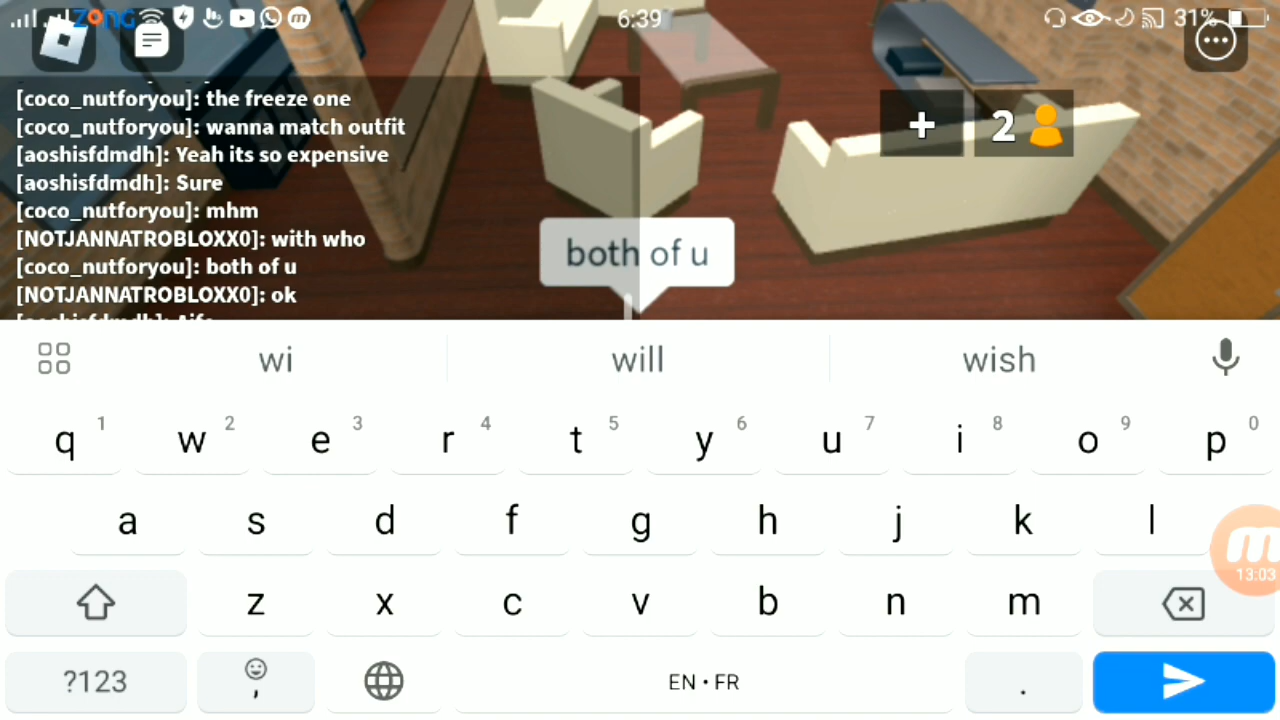 ZONG 6:39 31%
[coco_nutforyou]: the freeze one
[coco_nutforyou]: wanna match outfit
[aoshisfdmdh]: Yeah its so expensive
[aoshisfdmdh]: Sure
[coco_nutforyou]: mhm
[NOTJANNATROBLOXX0]: with who
[coco_nutforyou]: both of u
[NOTJANNATROBLOXX0]: ok
+ 2
both of u
wi will wish
q 1 w 2 e 3 r 4 t 5 y 6 u 7 i 8 o 9 p 0
a s d f g h j k l
m
13:03
z x c v b n m
?123 , EN • FR .